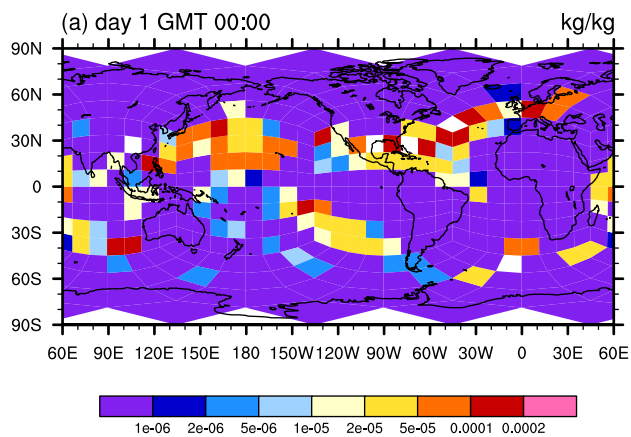 (a) day 1 GMT 00:00 kg/kg
90N
60N
30N
0
30S
60S
90S
60E 90E 120E 150E 180 150W 120W 90W 60W 30W 0 30E 60E
1e-06 2e-06 5e-06 1e-05 2e-05 5e-05 0.0001 0.0002